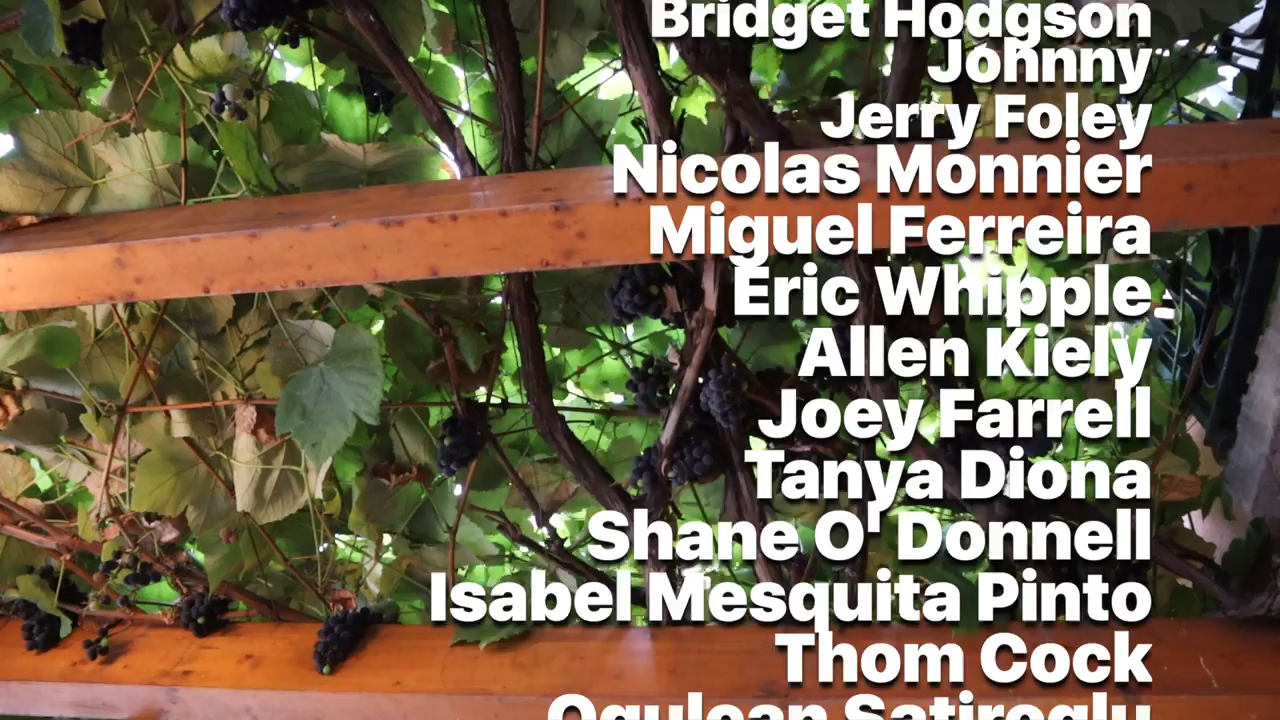 Bridget Hodgson
Johnny
Jerry Foley
Nicolas Monnier
Miguel Ferreira
Eric Whipple
Allen Kiely
Joey Farrell
Tanya Diona
Shane O' Donnell
Isabel Mesquita Pinto
Thom Cock